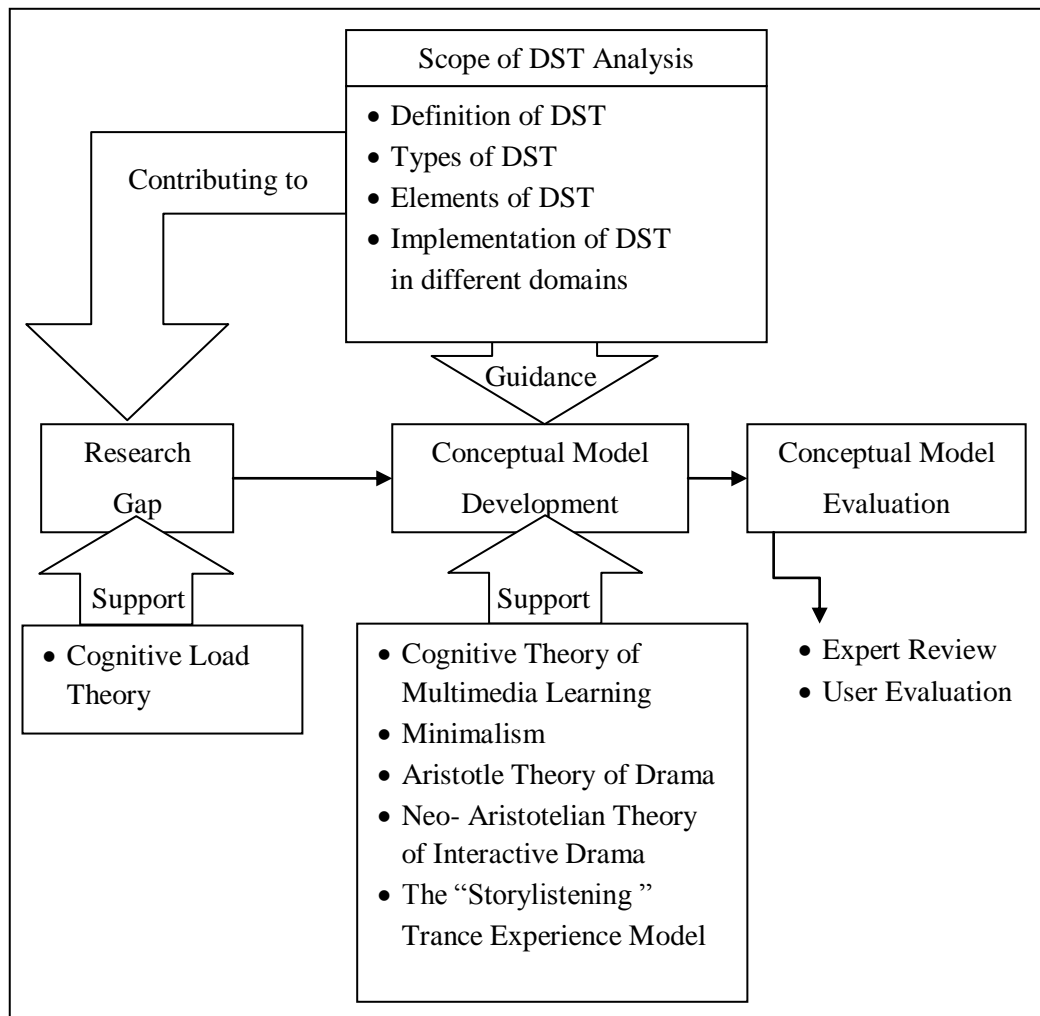 Scope of DST Analysis
• Definition of DST
• Types of DST
• Elements of DST
• Implementation of DST
in different domains
Contributing to
Guidance
Research
Gap
Conceptual Model
Development
Conceptual Model
Evaluation
Support
• Cognitive Load
Theory
Support
• Cognitive Theory of
Multimedia Learning
• Minimalism
• Aristotle Theory of Drama
• Neo- Aristotelian Theory
of Interactive Drama
• The “Storylistening ”
Trance Experience Model
• Expert Review
• User Evaluation